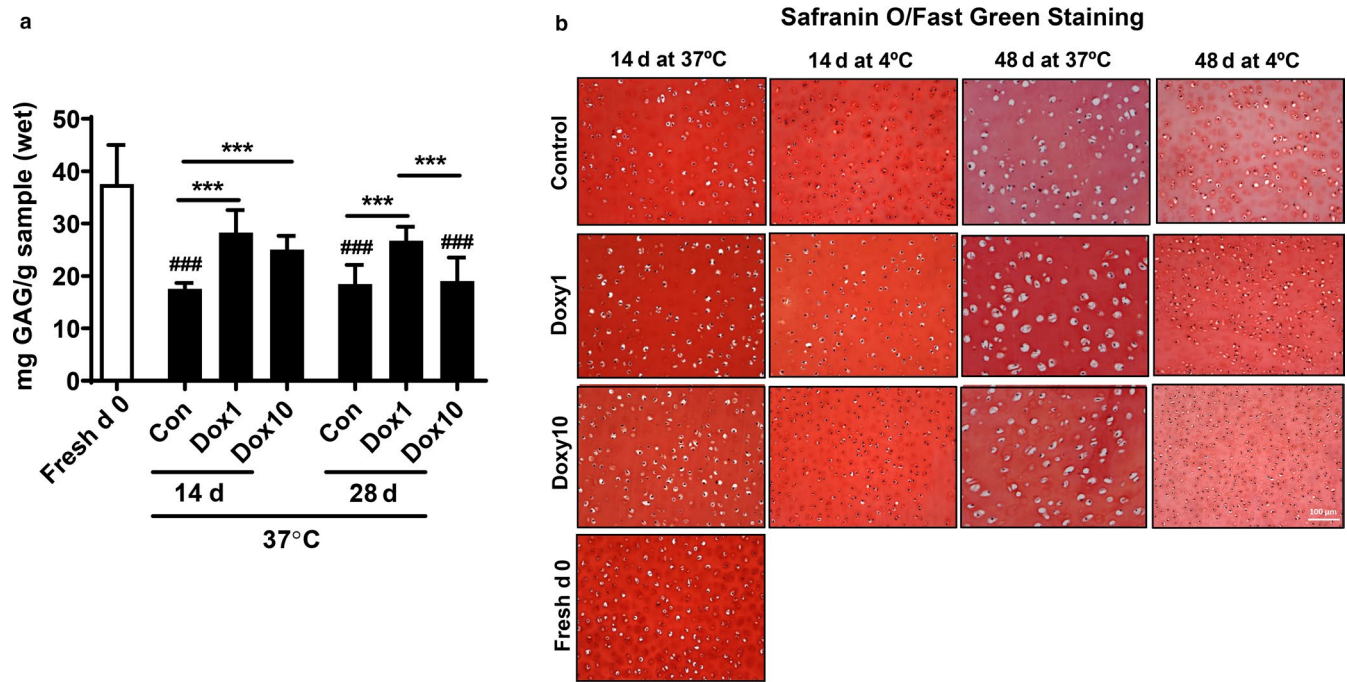 a
mg GAG/g sample (wet)
50
40
30
20
10
0
***
***
***
***
###
###
###
Fresh d 0
Con
Dox1
Dox10
Con
Dox1
Dox10
14 d
28 d
37°C
b
Safranin O/Fast Green Staining
14 d at 37ºC
14 d at 4ºC
48 d at 37ºC
48 d at 4ºC
Control
Doxy1
Doxy10
Fresh d 0
100 µm